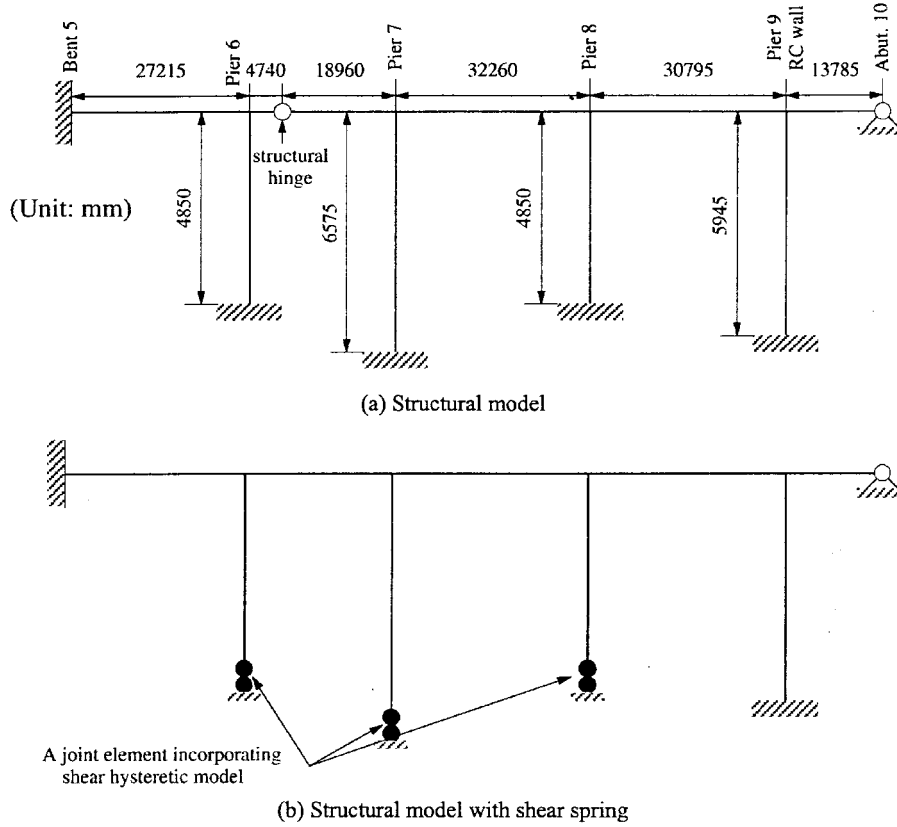 Bent 5
Pier 6
Pier 7
Pier 8
Pier 9
RC wall
Abut. 10
27215
4740
18960
32260
30795
13785
structural
hinge
(Unit: mm)
4850
6575
4850
5945
(a) Structural model
A joint element incorporating
shear hysteretic model
(b) Structural model with shear spring